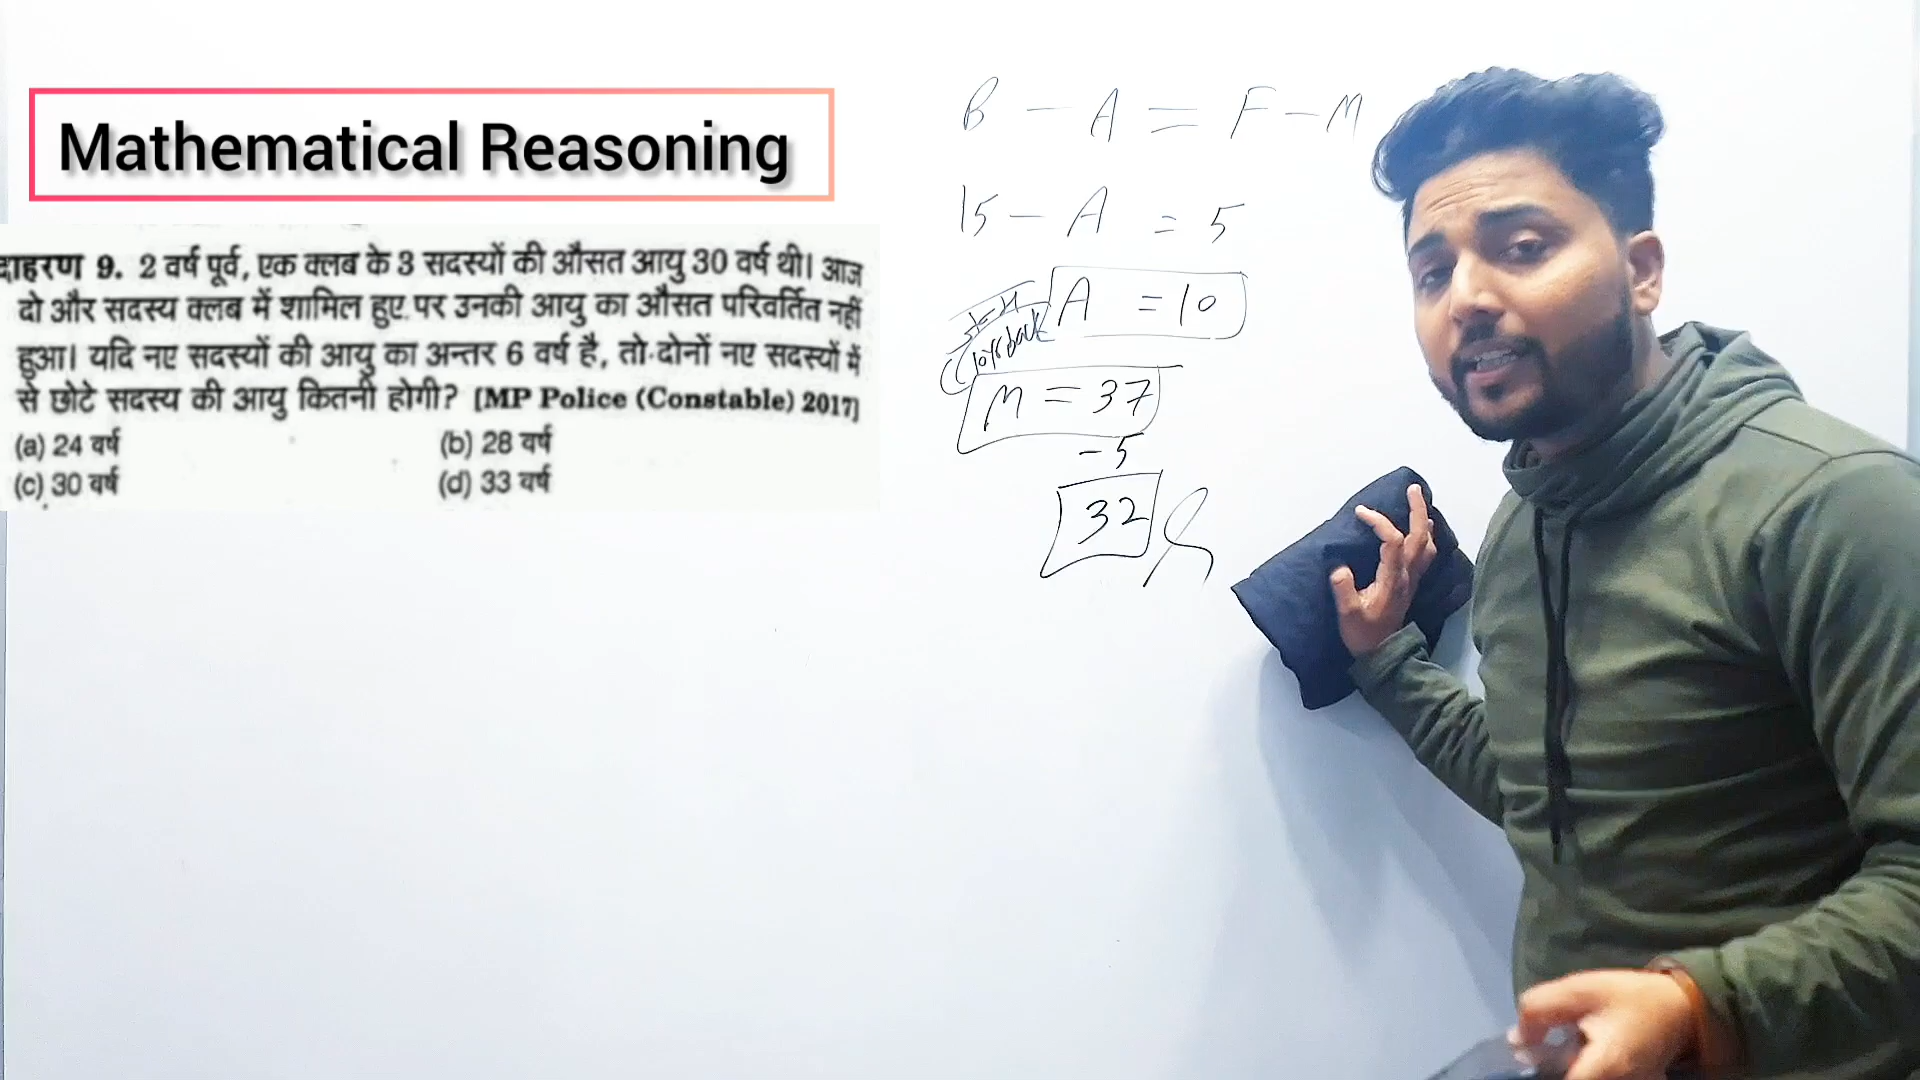 Mathematical Reasoning
दाहरण 9. 2 वर्ष पूर्व, एक क्लब के 3 सदस्यों की औसत आयु 30 वर्ष थी। आज
दो और सदस्य क्लब में शामिल हुए पर उनकी आयु का औसत परिवर्तित नहीं
हुआ। यदि नए सदस्यों की आयु का अन्तर 6 वर्ष है, तो दोनों नए सदस्यों में
से छोटे सदस्य की आयु कितनी होगी? [MP Police (Constable) 2017]
(a) 24 वर्ष (b) 28 वर्ष
(c) 30 वर्ष (d) 33 वर्ष
B - A = F - M
15 - A = 5
A = 10
M = 37
- 5
32